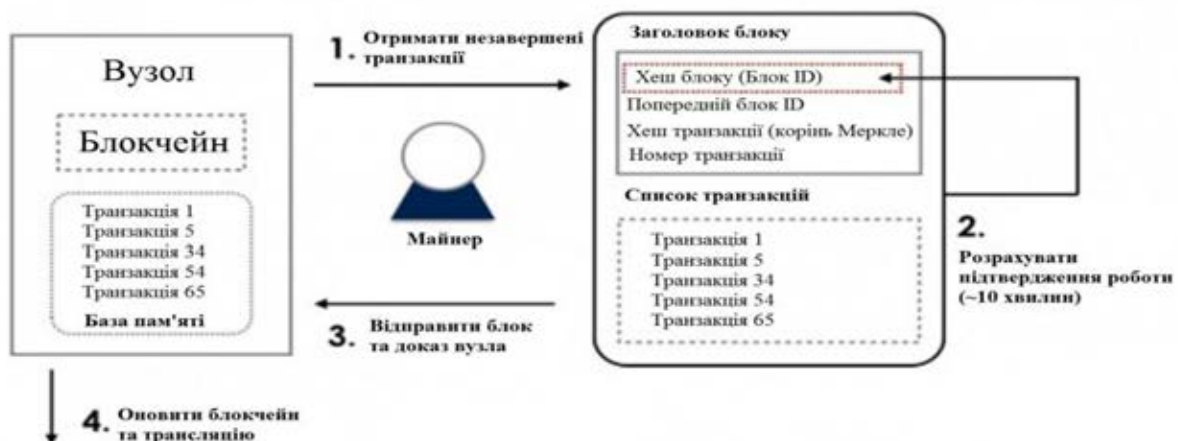 Вузол
Блокчейн
Транзакція 1
Транзакція 5
Транзакція 34
Транзакція 54
Транзакція 65
База пам'яті
1. Отримати незавершені
транзакції
Майнер
3. Відправити блок
та доказ вузла
Заголовок блоку
Хеш блоку (Блок ID)
Попередній блок ID
Хеш транзакції (корінь Меркле)
Номер транзакції
Список транзакцій
Транзакція 1
Транзакція 5
Транзакція 34
Транзакція 54
Транзакція 65
2.
Розрахувати
підтвердження роботи
(~10 хвилин)
4. Оновити блокчейн
та трансляцію